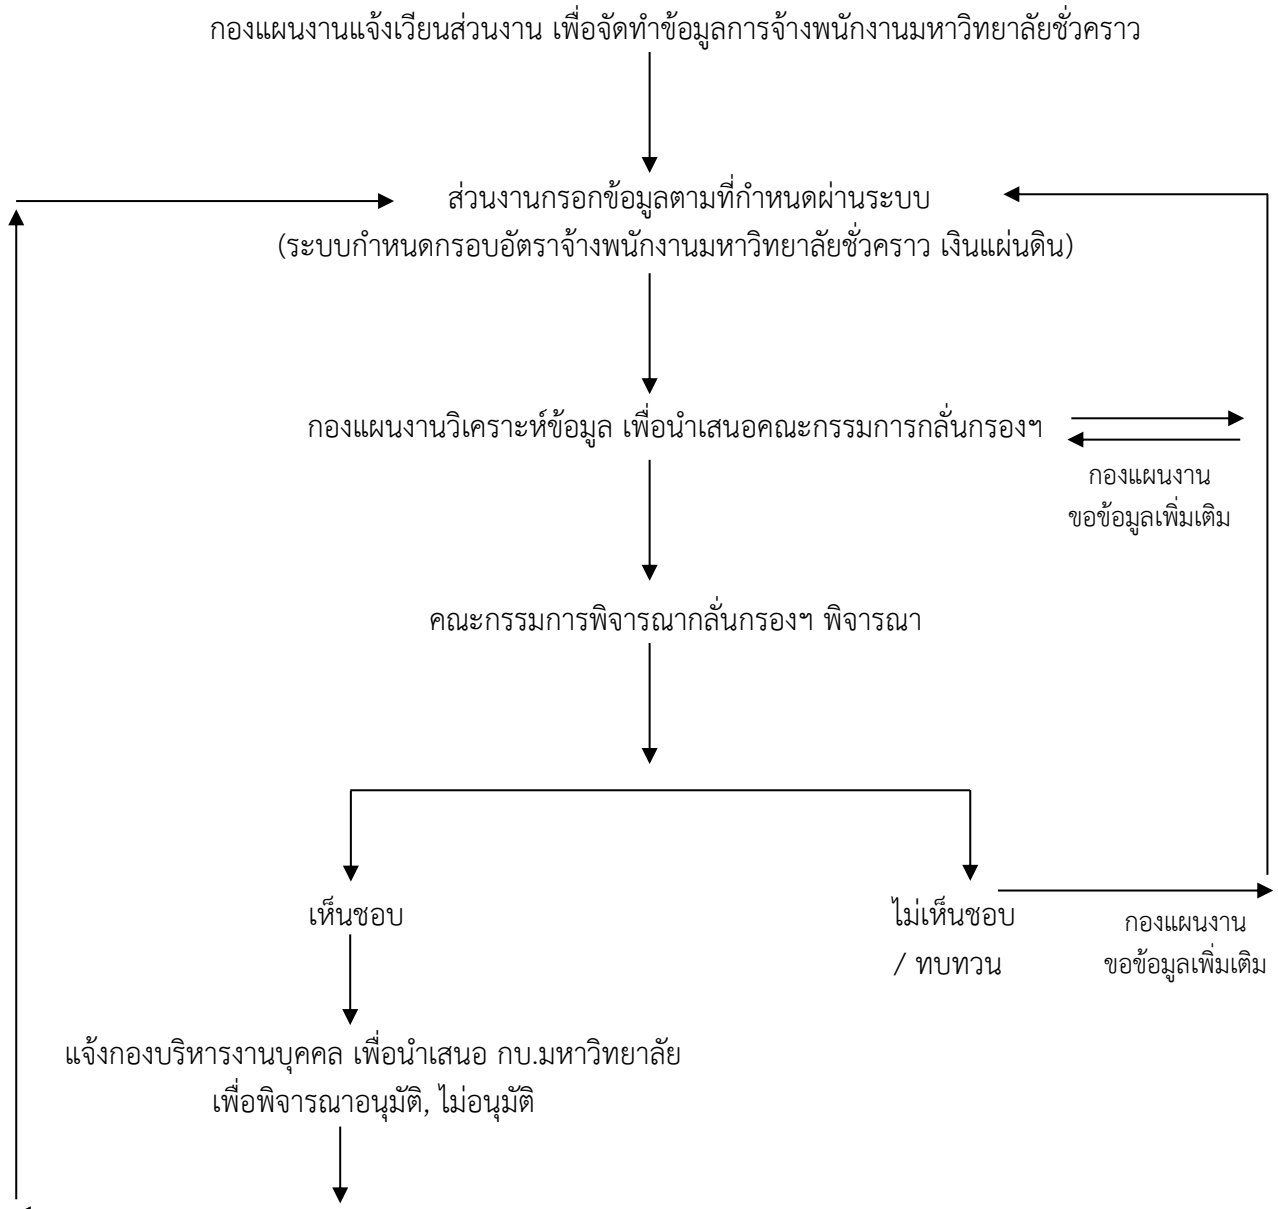 กองแผนงานแจ้งเวียนส่วนงาน เพื่อจัดทำข้อมูลการจ้างพนักงานมหาวิทยาลัยชั่วคราว
ส่วนงานกรอกข้อมูลตามที่กำหนดผ่านระบบ
(ระบบกำหนดกรอบอัตราจ้างพนักงานมหาวิทยาลัยชั่วคราว เงินแผ่นดิน)
กองแผนงานวิเคราะห์ข้อมูล เพื่อนำเสนอคณะกรรมการกลั่นกรองฯ
กองแผนงาน
ขอข้อมูลเพิ่มเติม
คณะกรรมการพิจารณากลั่นกรองฯ พิจารณา
เห็นชอบ
ไม่เห็นชอบ
/ ทบทวน
กองแผนงาน
ขอข้อมูลเพิ่มเติม
แจ้งกองบริหารงานบุคคล เพื่อนำเสนอ กบ.มหาวิทยาลัย
เพื่อพิจารณาอนุมัติ, ไม่อนุมัติ